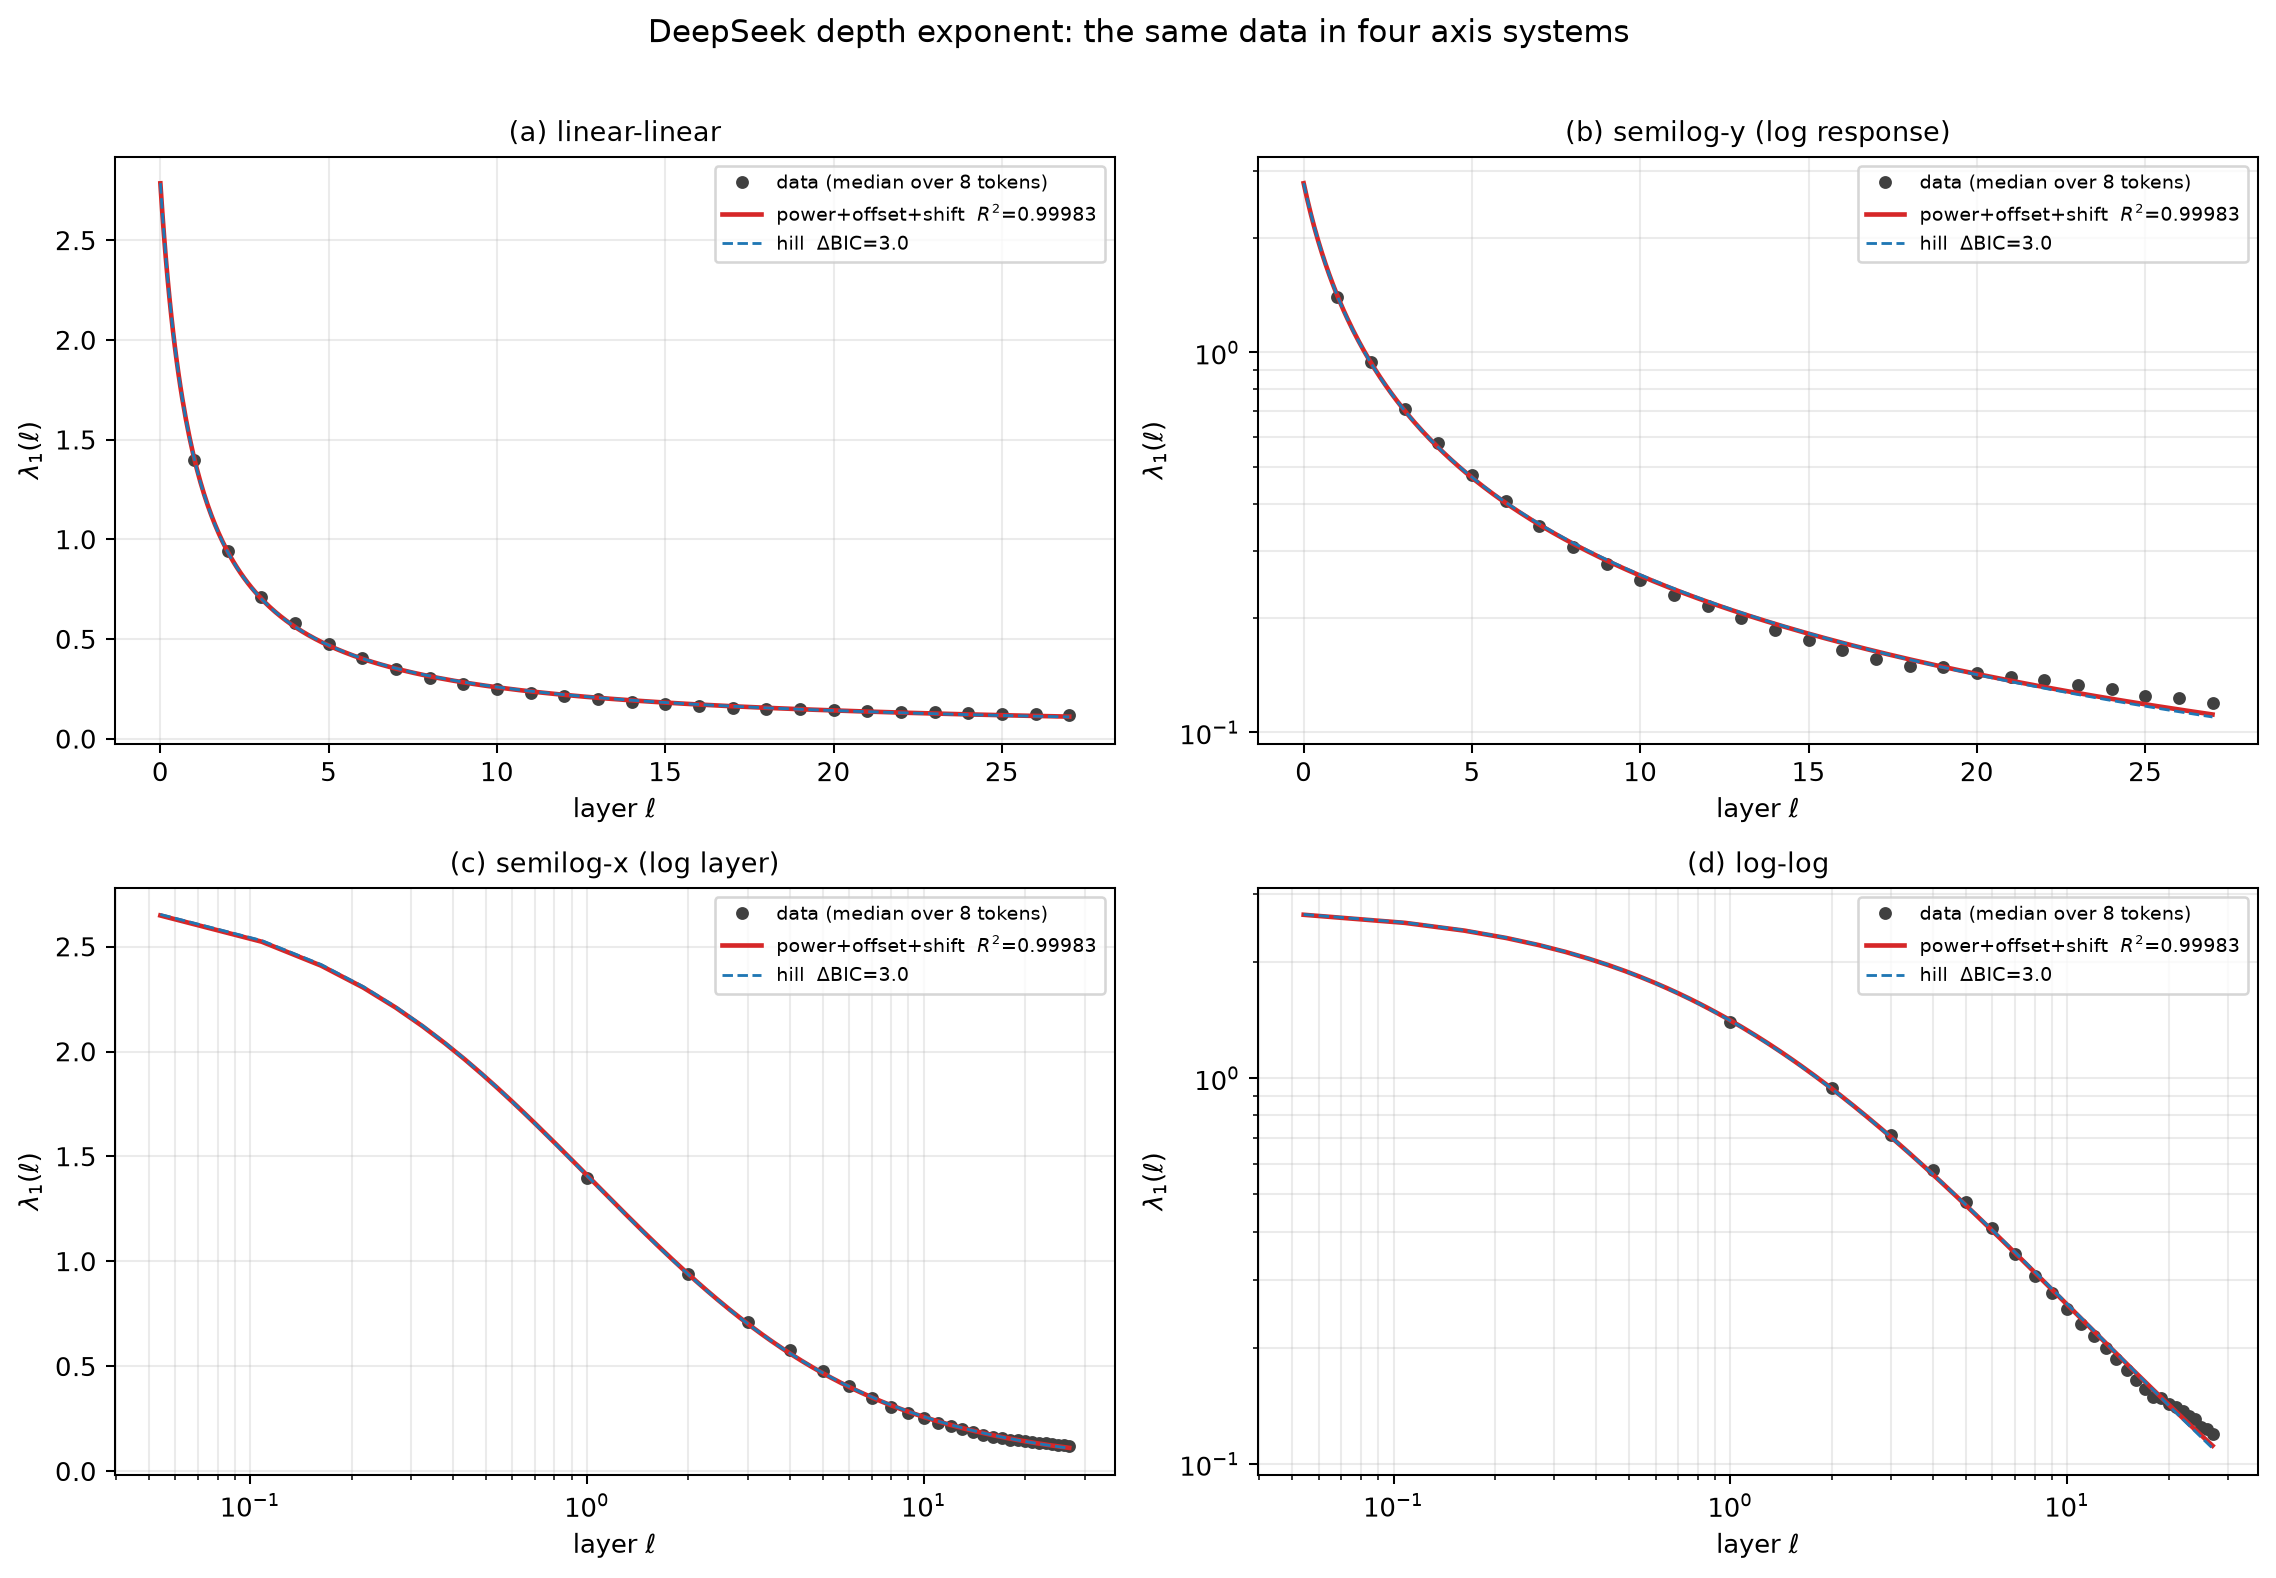 DeepSeek depth exponent: the same data in four axis systems
(a) linear-linear
data (median over 8 tokens)
power+offset+shift R²=0.99983
hill ΔBIC=3.0
λ₁(ℓ)
2.5
2.0
1.5
1.0
0.5
0.0
0 5 10 15 20 25
layer ℓ
(b) semilog-y (log response)
data (median over 8 tokens)
power+offset+shift R²=0.99983
hill ΔBIC=3.0
λ₁(ℓ)
10⁰
10⁻¹
0 5 10 15 20 25
layer ℓ
(c) semilog-x (log layer)
data (median over 8 tokens)
power+offset+shift R²=0.99983
hill ΔBIC=3.0
λ₁(ℓ)
2.5
2.0
1.5
1.0
0.5
0.0
10⁻¹ 10⁰ 10¹
layer ℓ
(d) log-log
data (median over 8 tokens)
power+offset+shift R²=0.99983
hill ΔBIC=3.0
λ₁(ℓ)
10⁰
10⁻¹
10⁻¹ 10⁰ 10¹
layer ℓ